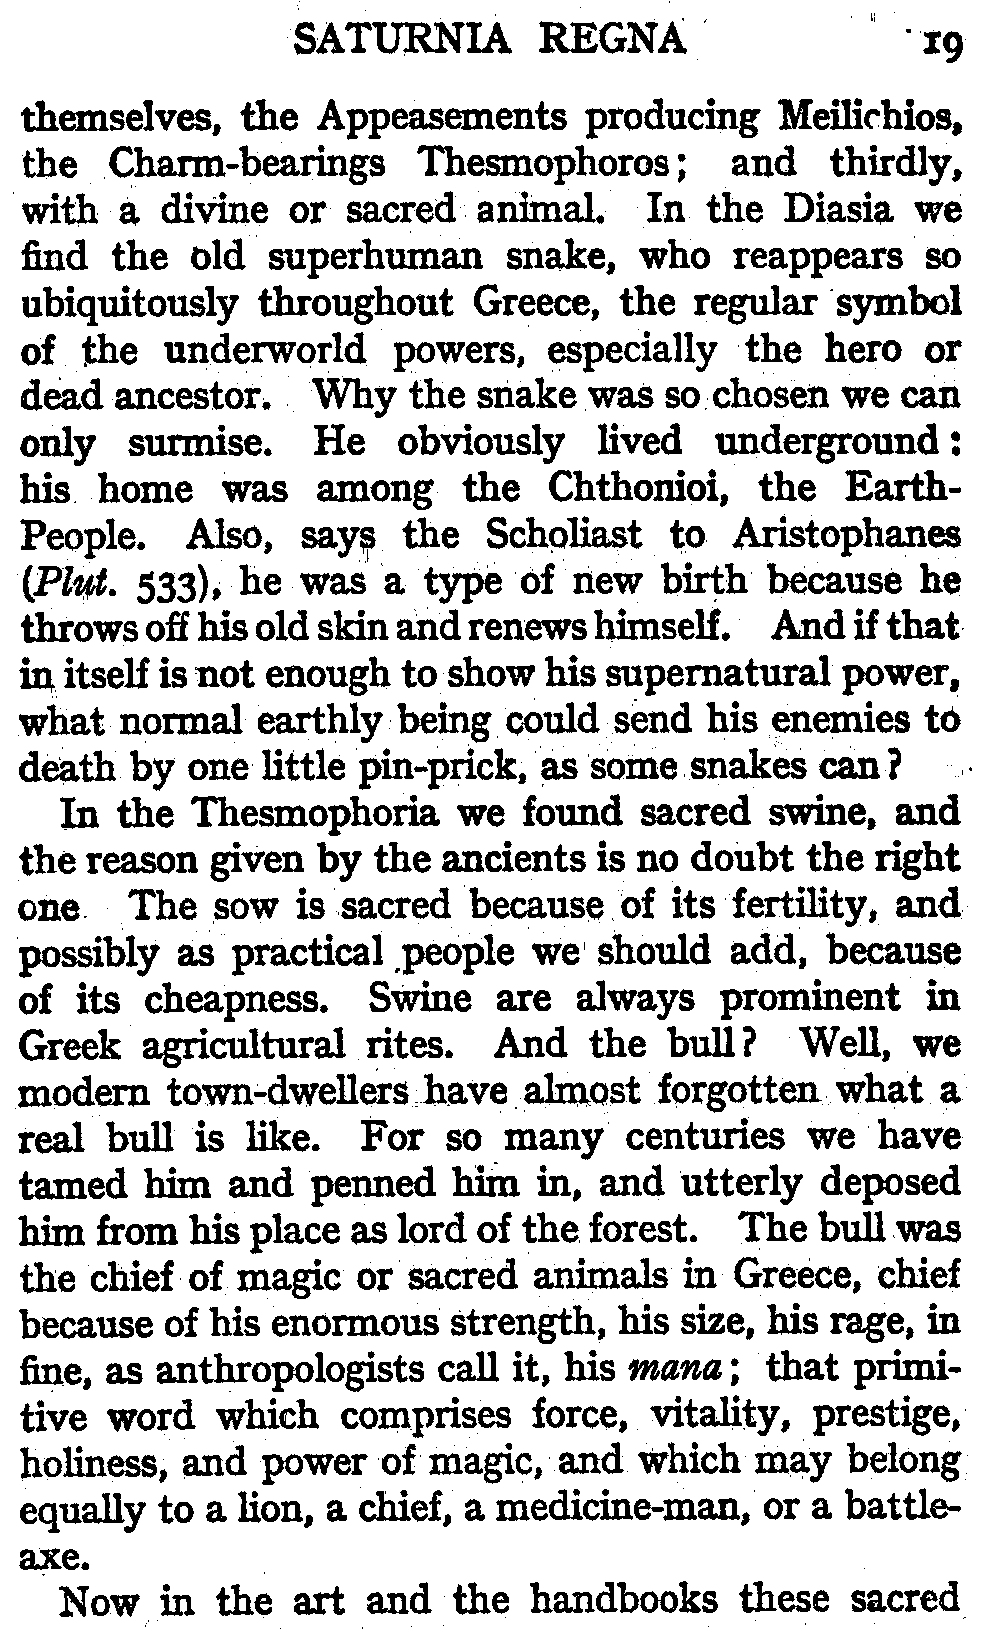 SATURNIA REGNA 19
themselves, the Appeasements producing Meilichios,
the Charm-bearings Thesmophoros; and thirdly,
with a divine or sacred animal. In the Diasia we
find the old superhuman snake, who reappears so
ubiquitously throughout Greece, the regular symbol
of the underworld powers, especially the hero or
dead ancestor. Why the snake was so chosen we can
only surmise. He obviously lived underground:
his home was among the Chthonioi, the Earth-
People. Also, says the Scholiast to Aristophanes
(Plut. 533), he was a type of new birth because he
throws off his old skin and renews himself. And if that
in itself is not enough to show his supernatural power,
what normal earthly being could send his enemies to
death by one little pin-prick, as some snakes can?
In the Thesmophoria we found sacred swine, and
the reason given by the ancients is no doubt the right
one. The sow is sacred because of its fertility, and
possibly as practical people we should add, because
of its cheapness. Swine are always prominent in
Greek agricultural rites. And the bull? Well, we
modern town-dwellers have almost forgotten what a
real bull is like. For so many centuries we have
tamed him and penned him in, and utterly deposed
him from his place as lord of the forest. The bull was
the chief of magic or sacred animals in Greece, chief
because of his enormous strength, his size, his rage, in
fine, as anthropologists call it, his mana; that primi-
tive word which comprises force, vitality, prestige,
holiness, and power of magic, and which may belong
equally to a lion, a chief, a medicine-man, or a battle-
axe.
Now in the art and the handbooks these sacred